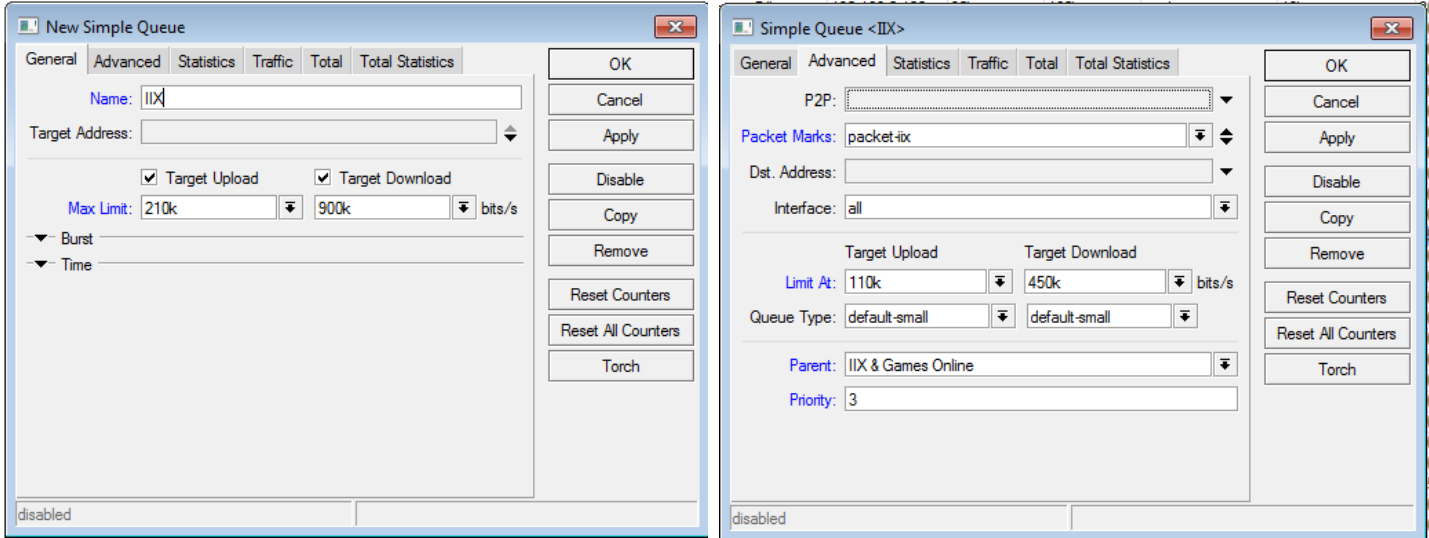 New Simple Queue
General Advanced Statistics Traffic Total Total Statistics
OK
Name: IIX
Cancel
Target Address:
Apply
Target Upload Target Download
Disable
Max Limit: 210k 900k bits/s
Copy
Burst
Remove
Time
Reset Counters
Reset All Counters
Torch
disabled
Simple Queue <IIX>
General Advanced Statistics Traffic Total Total Statistics
OK
P2P:
Cancel
Packet Marks: packet-iix
Apply
Dst. Address:
Disable
Interface: all
Copy
Target Upload Target Download
Remove
Limit At: 110k 450k bits/s
Reset Counters
Queue Type: default-small default-small
Reset All Counters
Parent: IIX & Games Online
Torch
Priority: 3
disabled